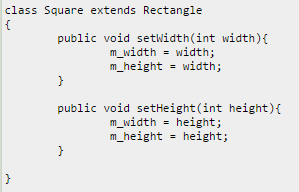 class Square extends Rectangle
{
public void setWidth(int width){
m_width = width;
m_height = width;
}
public void setHeight(int height){
m_width = height;
m_height = height;
}
}